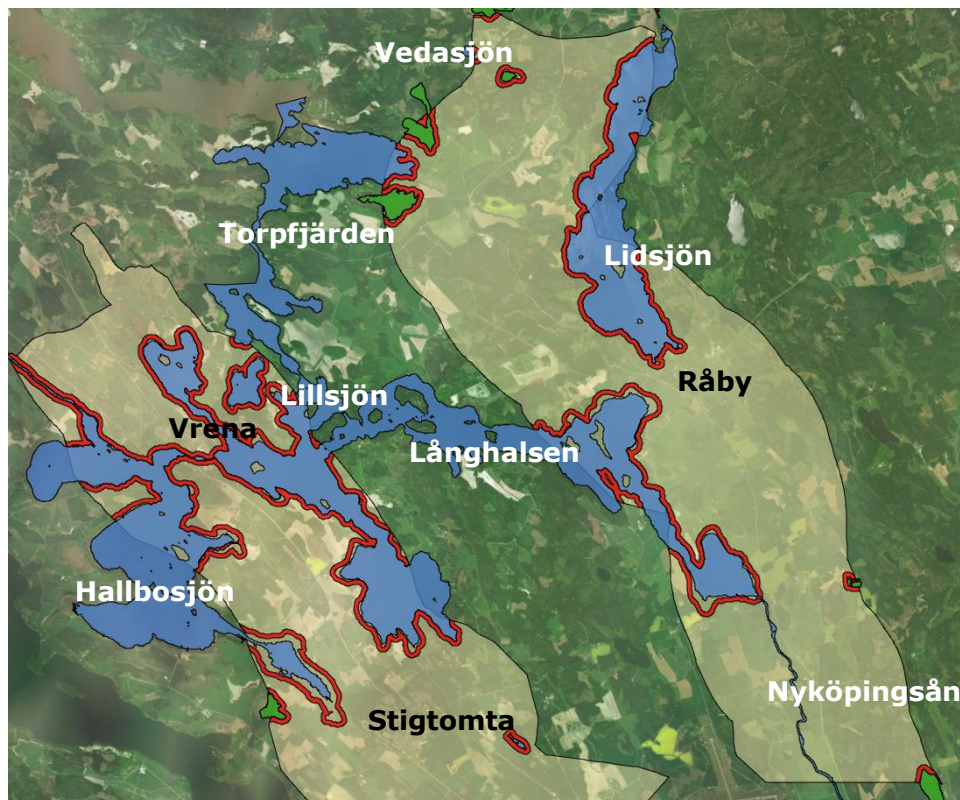 Vedasjön
Torpfjärden
Lidsjön
Råby
Lillsjön
Vrena
Långhalsen
Hallbosjön
Nyköpingsån
Stigtomta